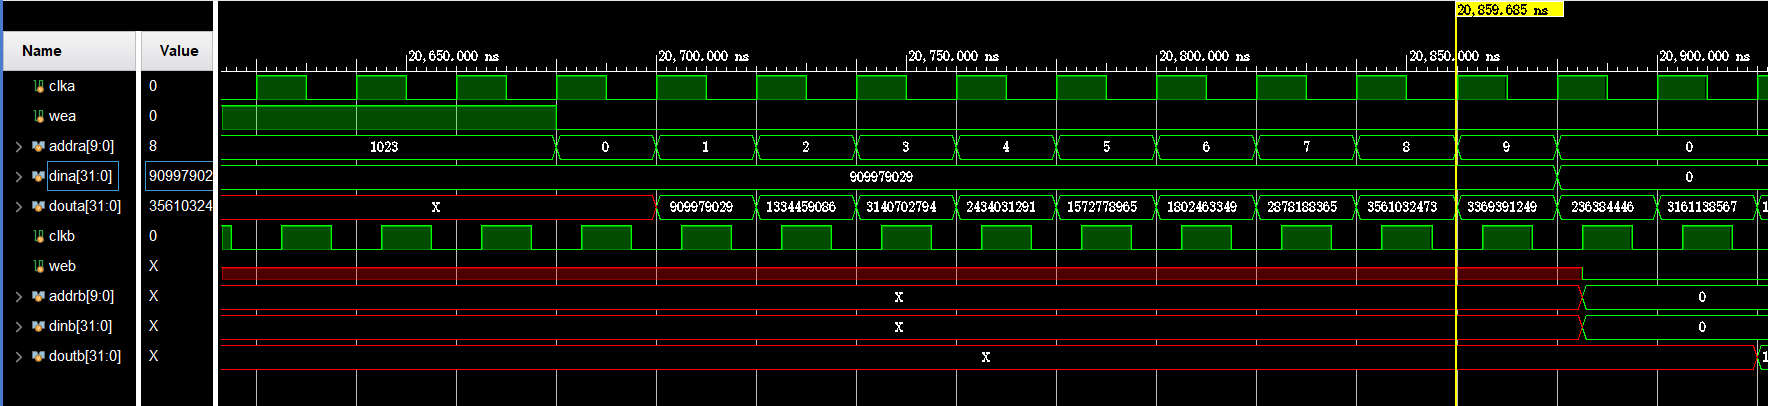 20,859.685 ns
Name Value
20,650.000 ns 20,700.000 ns 20,750.000 ns 20,800.000 ns 20,850.000 ns 20,900.000 ns
clka 0
wea 0
addra[9:0] 8 1023 0 1 2 3 4 5 6 7 8 9 0
dina[31:0] 90997902 909979029 0
douta[31:0] 35610324 X 909979029 1334459086 3140702794 2434031291 1572778965 1802463349 2878188365 3561032473 3369391249 236384446 3161138567 1
clkb 0
web X
addrb[9:0] X X 0
dinb[31:0] X X 0
doutb[31:0] X X 1